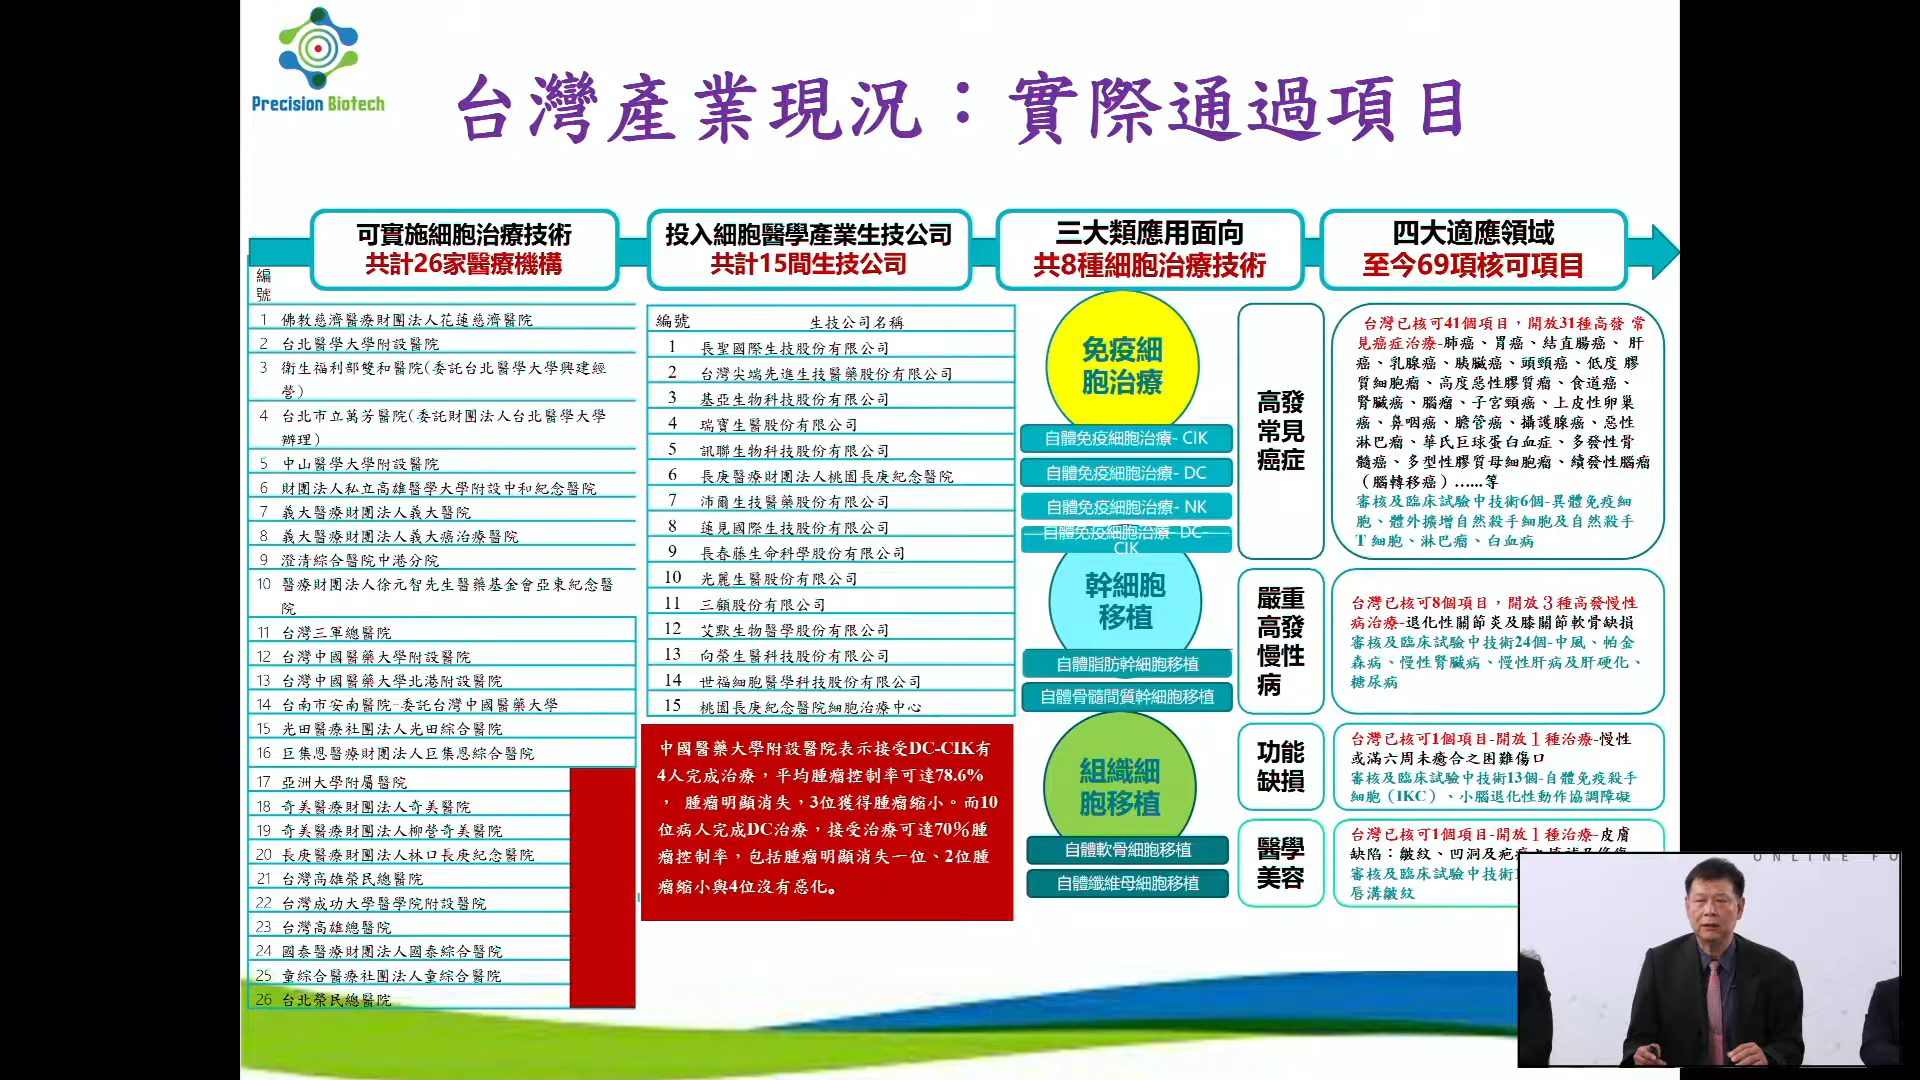 Precision Biotech
台灣產業現況：實際通過項目
可實施細胞治療技術
共計26家醫療機構
投入細胞醫學產業生技公司
共計15間生技公司
三大類應用面向
共8種細胞治療技術
四大適應領域
至今69項核可項目
編
號
1 佛教慈濟醫療財團法人花蓮慈濟醫院
2 台北醫學大學附設醫院
3 衛生福利部雙和醫院(委託台北醫學大學興建經
營)
4 台北市立萬芳醫院(委託財團法人台北醫學大學
辦理)
5 中山醫學大學附設醫院
6 財團法人私立高雄醫學大學附設中和紀念醫院
7 義大醫療財團法人義大醫院
8 義大醫療財團法人義大癌治療醫院
9 澄清綜合醫院中港分院
10 醫療財團法人徐元智先生醫藥基金會亞東紀念醫
院
11 台灣三軍總醫院
12 台灣中國醫藥大學附設醫院
13 台灣中國醫藥大學北港附設醫院
14 台南市安南醫院-委託台灣中國醫藥大學
15 光田醫療社團法人光田綜合醫院
16 巨集恩醫療財團法人巨集恩綜合醫院
17 亞洲大學附屬醫院
18 奇美醫療財團法人奇美醫院
19 奇美醫療財團法人柳營奇美醫院
20 長庚醫療財團法人林口長庚紀念醫院
21 台灣高雄榮民總醫院
22 台灣成功大學醫學院附設醫院
23 台灣高雄總醫院
24 國泰醫療財團法人國泰綜合醫院
25 童綜合醫療社團法人童綜合醫院
26 台北榮民總醫院
編號 生技公司名稱
1 長聖國際生技股份有限公司
2 台灣尖端先進生技醫藥股份有限公司
3 基亞生物科技股份有限公司
4 瑞寶生醫股份有限公司
5 訊聯生物科技股份有限公司
6 長庚醫療財團法人桃園長庚紀念醫院
7 沛爾生技醫藥股份有限公司
8 蓮見國際生技股份有限公司
9 長春藤生命科學股份有限公司
10 光麗生醫股份有限公司
11 三顧股份有限公司
12 艾默生物醫學股份有限公司
13 向榮生醫科技股份有限公司
14 世福細胞醫學科技股份有限公司
15 桃園長庚紀念醫院細胞治療中心
中國醫藥大學附設醫院表示接受DC-CIK有
4人完成治療，平均腫瘤控制率可達78.6%
，腫瘤明顯消失，3位獲得腫瘤縮小。而10
位病人完成DC治療，接受治療可達70%腫
瘤控制率，包括腫瘤明顯消失一位、2位腫
瘤縮小與4位沒有惡化。
免疫細
胞治療
自體免疫細胞治療- CIK
自體免疫細胞治療- DC
自體免疫細胞治療- NK
自體免疫細胞治療- DC-
CIK
幹細胞
移植
自體脂肪幹細胞移植
自體骨髓間質幹細胞移植
組織細
胞移植
自體軟骨細胞移植
自體纖維母細胞移植
高發
常見
癌症
台灣已核可41個項目，開放31種高發 常
見癌症治療-肺癌、胃癌、結直腸癌、肝
癌、乳腺癌、胰臟癌、頭頸癌、低度 膠
質細胞瘤、高度惡性膠質瘤、食道癌、
腎臟癌、腦瘤、子宮頸癌、上皮性卵巢
癌、鼻咽癌、膽管癌、攝護腺癌、惡性
淋巴瘤、華氏巨球蛋白血症、多發性骨
髓癌、多型性膠質母細胞瘤、續發性腦瘤
（腦轉移癌）……等
審核及臨床試驗中技術6個-異體免疫細
胞、體外擴增自然殺手細胞及自然殺手
T 細胞、淋巴瘤、白血病
嚴重
高發
慢性
病
台灣已核可8個項目，開放３種高發慢性
病治療-退化性關節炎及膝關節軟骨缺損
審核及臨床試驗中技術24個-中風、帕金
森病、慢性腎臟病、慢性肝病及肝硬化、
糖尿病
功能
缺損
台灣已核可1個項目-開放１種治療-慢性
或滿六周未癒合之困難傷口
審核及臨床試驗中技術13個-自體免疫殺手
細胞（IKC）、小腦退化性動作協調障礙
醫學
美容
台灣已核可1個項目-開放１種治療-皮膚
缺陷：皺紋、凹洞及疤痕
審核及臨床試驗中技術
唇溝皺紋
ONLINE FO